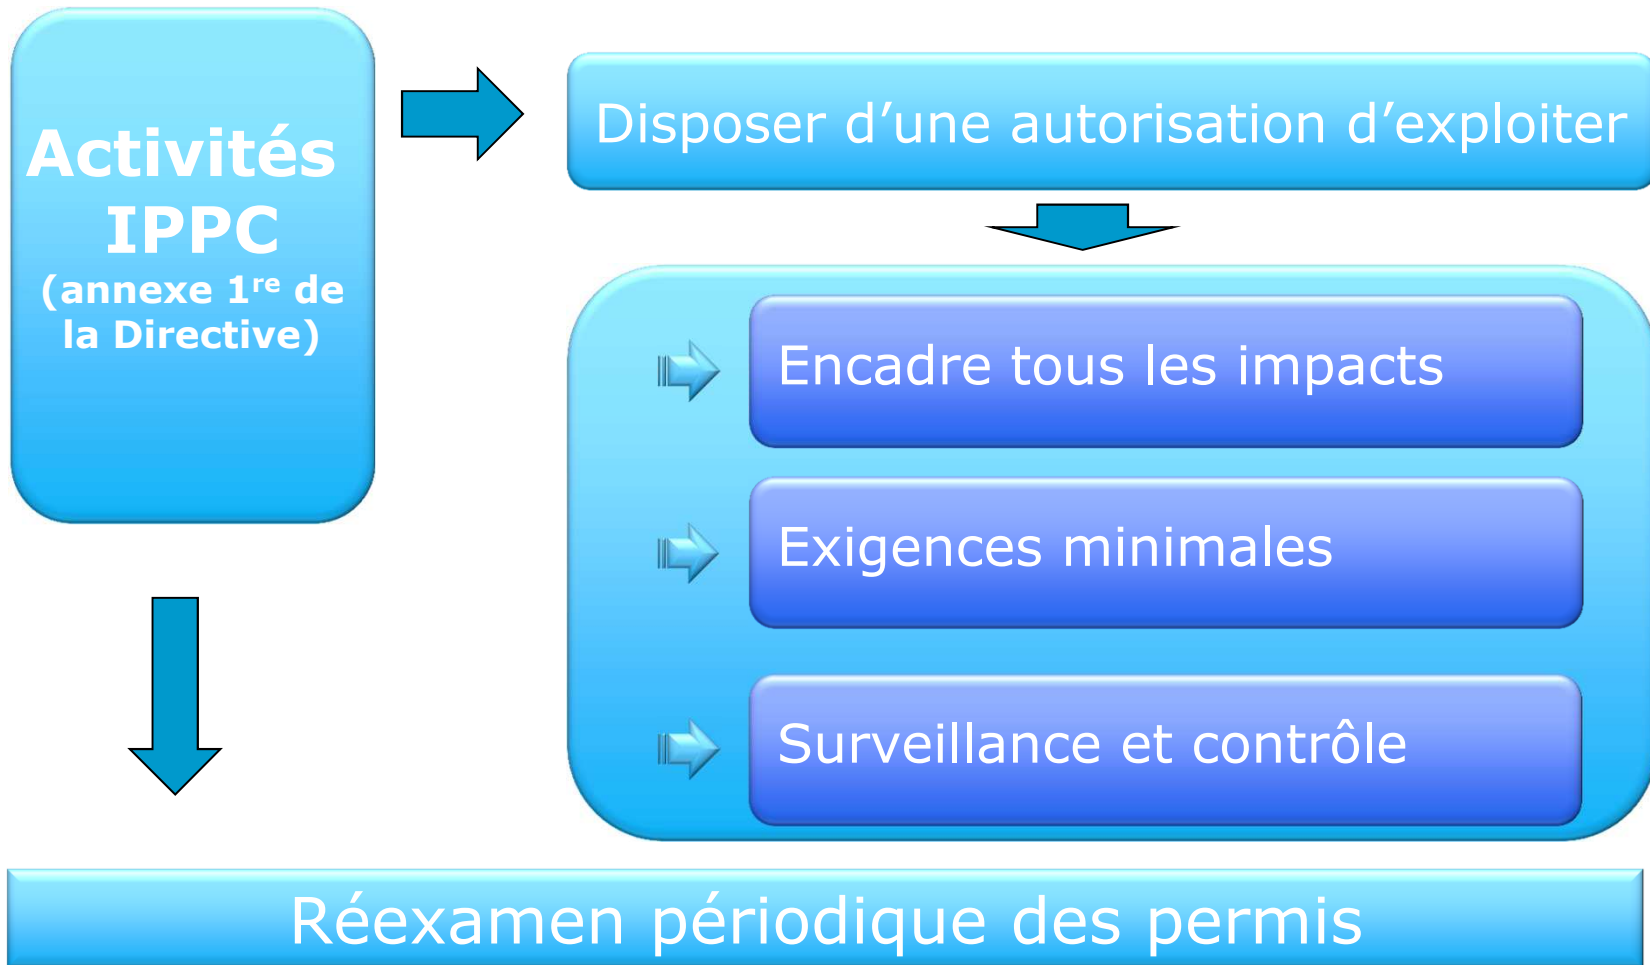 Activités
IPPC
(annexe 1re de
la Directive)
Disposer d’une autorisation d’exploiter
Encadre tous les impacts
Exigences minimales
Surveillance et contrôle
Réexamen périodique des permis